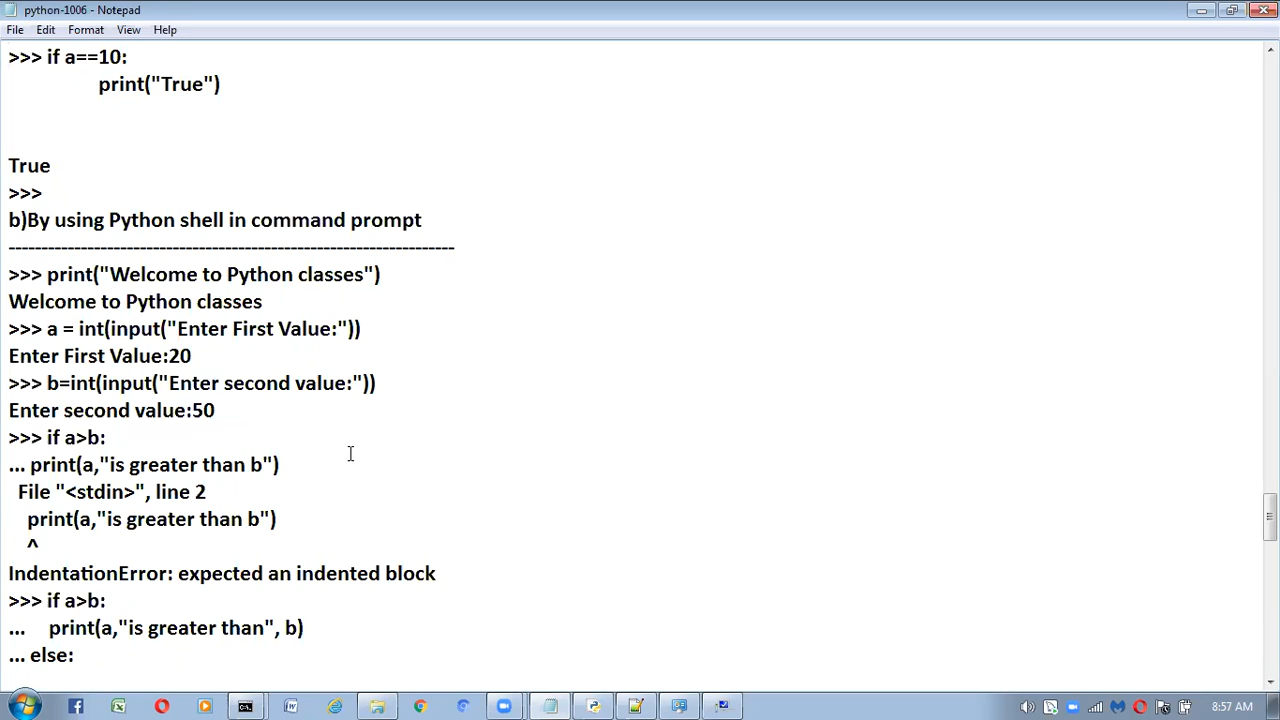 python-1006 - Notepad
File Edit Format View Help
>>> if a==10:
print("True")
True
>>>
b)By using Python shell in command prompt
--------------------------------------------------------------------
>>> print("Welcome to Python classes")
Welcome to Python classes
>>> a = int(input("Enter First Value:"))
Enter First Value:20
>>> b=int(input("Enter second value:"))
Enter second value:50
>>> if a>b:
... print(a,"is greater than b")
File "<stdin>", line 2
print(a,"is greater than b")
^
IndentationError: expected an indented block
>>> if a>b:
... print(a,"is greater than", b)
... else:
8:57 AM